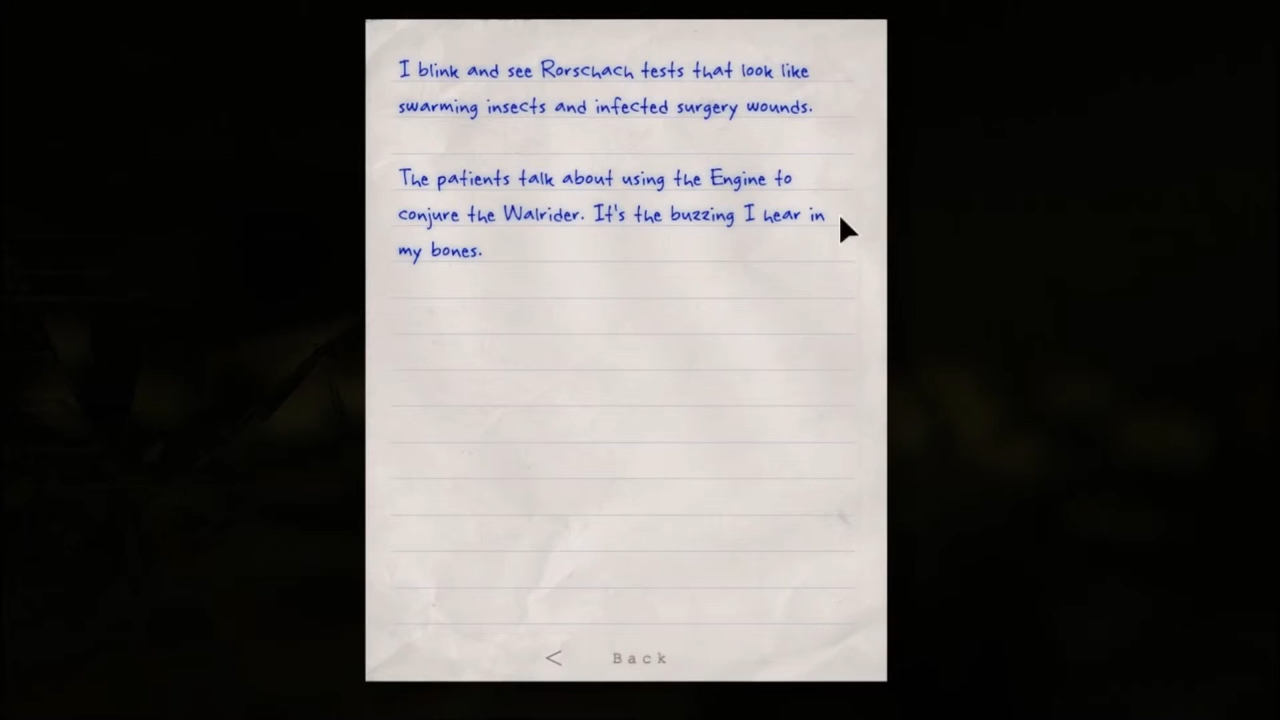 I blink and see Rorschach tests that look like
swarming insects and infected surgery wounds.
The patients talk about using the Engine to
conjure the Walrider. It's the buzzing I hear in
my bones.
< Back